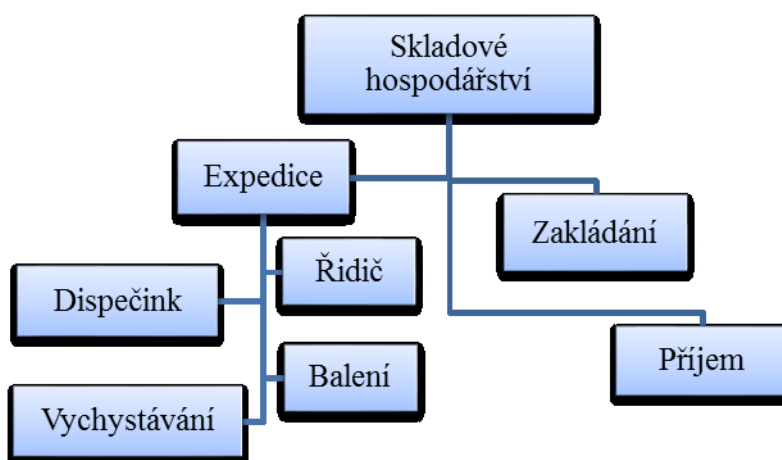 Skladové
hospodářství
Expedice
Zakládání
Řidič
Dispečink
Příjem
Balení
Vychystávání